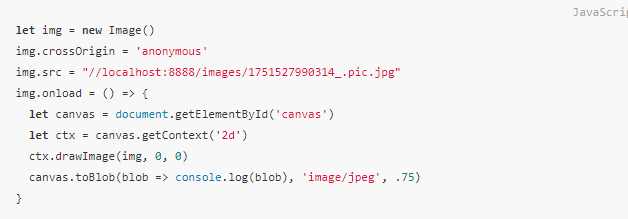 JavaScrip
let img = new Image()
img.crossOrigin = 'anonymous'
img.src = "//localhost:8888/images/1751527990314_.pic.jpg"
img.onload = () => {
  let canvas = document.getElementById('canvas')
  let ctx = canvas.getContext('2d')
  ctx.drawImage(img, 0, 0)
  canvas.toBlob(blob => console.log(blob), 'image/jpeg', .75)
}